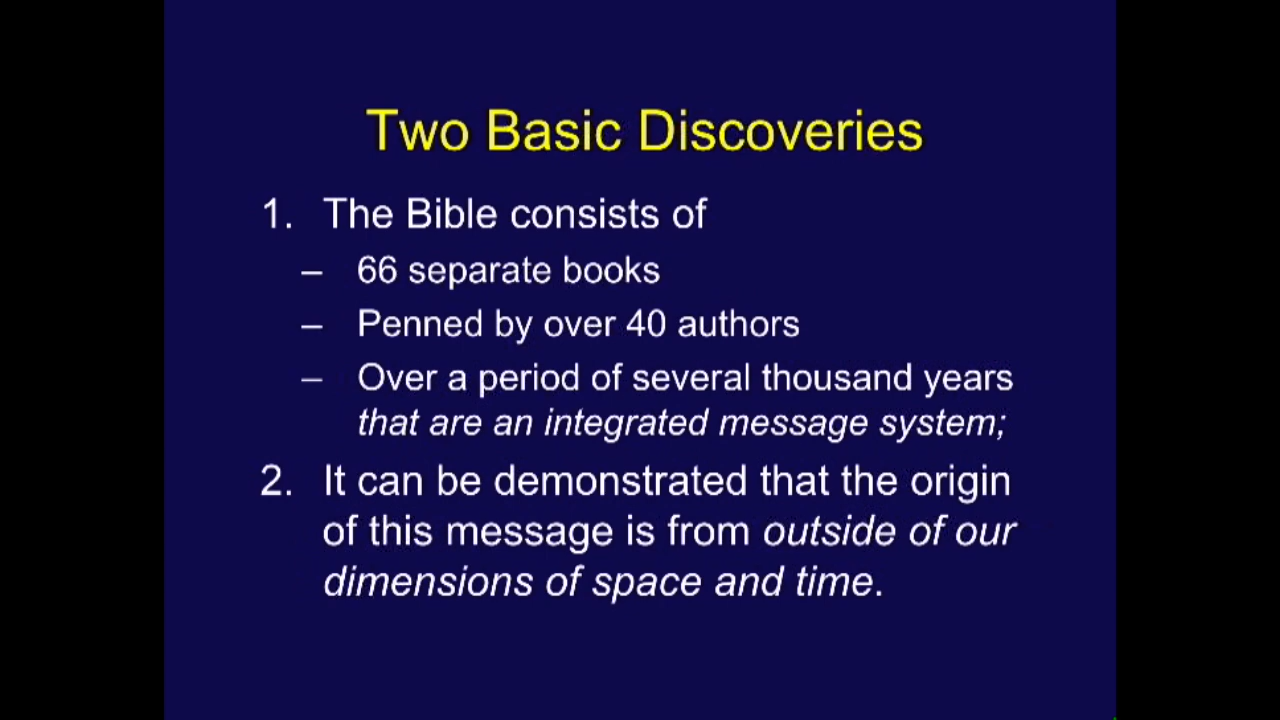 Two Basic Discoveries
1. The Bible consists of
– 66 separate books
– Penned by over 40 authors
– Over a period of several thousand years
that are an integrated message system;
2. It can be demonstrated that the origin
of this message is from outside of our
dimensions of space and time.